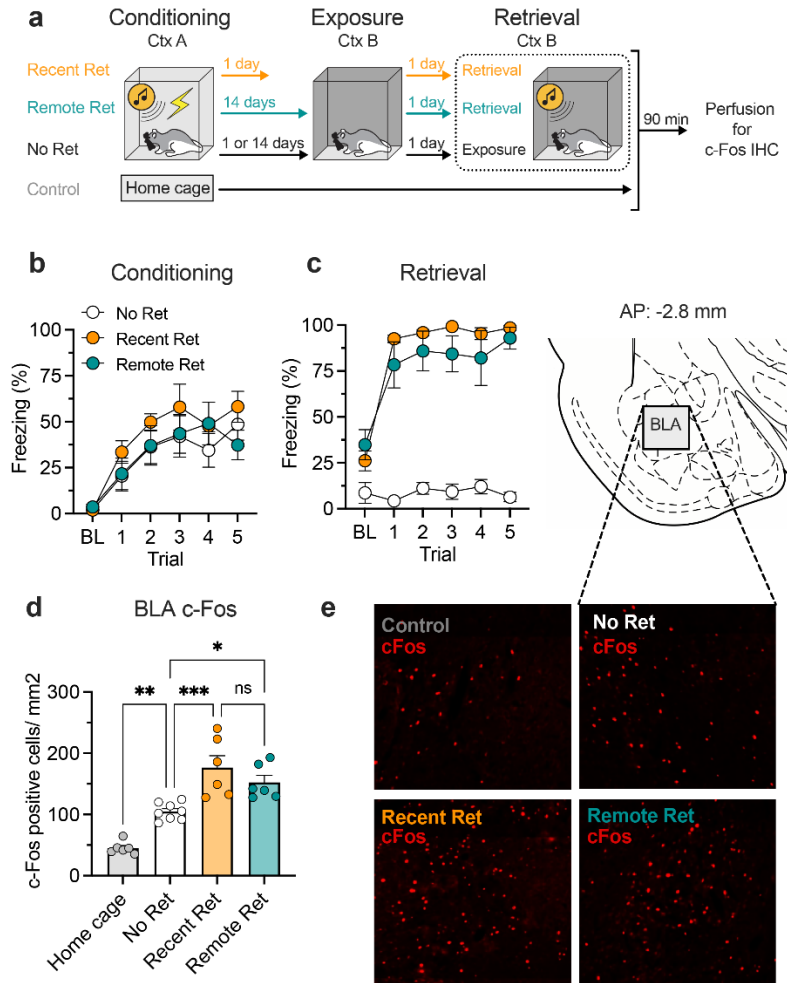 a
Conditioning
Ctx A
Exposure
Ctx B
Retrieval
Ctx B
Recent Ret
1 day
1 day
Retrieval
Remote Ret
14 days
1 day
Retrieval
No Ret
1 or 14 days
1 day
Exposure
Control
Home cage
90 min
Perfusion
for
c-Fos IHC
b
Conditioning
No Ret
Recent Ret
Remote Ret
Freezing (%)
100
75
50
25
0
BL 1 2 3 4 5
Trial
c
Retrieval
Freezing (%)
100
75
50
25
0
BL 1 2 3 4 5
Trial
AP: -2.8 mm
BLA
d
BLA c-Fos
c-Fos positive cells/ mm2
300
200
100
0
*
** *** ns
Home cage
No Ret
Recent Ret
Remote Ret
e
Control
cFos
No Ret
cFos
Recent Ret
cFos
Remote Ret
cFos